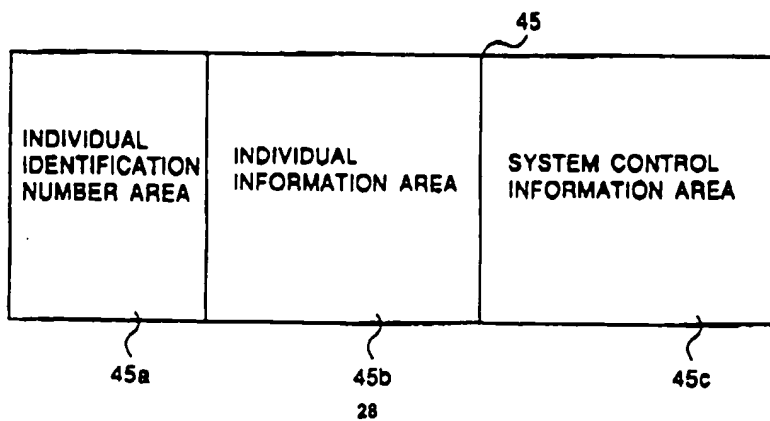 45
INDIVIDUAL
IDENTIFICATION
NUMBER AREA
INDIVIDUAL
INFORMATION AREA
SYSTEM CONTROL
INFORMATION AREA
45a
45b
45c
28